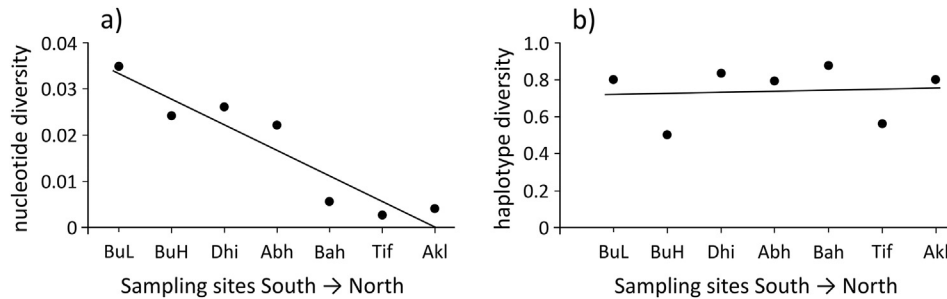 a)
nucleotide diversity
0.04
0.03
0.02
0.01
0
BuL BuH Dhi Abh Bah Tif Akl
Sampling sites South → North
b)
haplotype diversity
1.0
0.8
0.6
0.4
0.2
0
BuL BuH Dhi Abh Bah Tif Akl
Sampling sites South → North